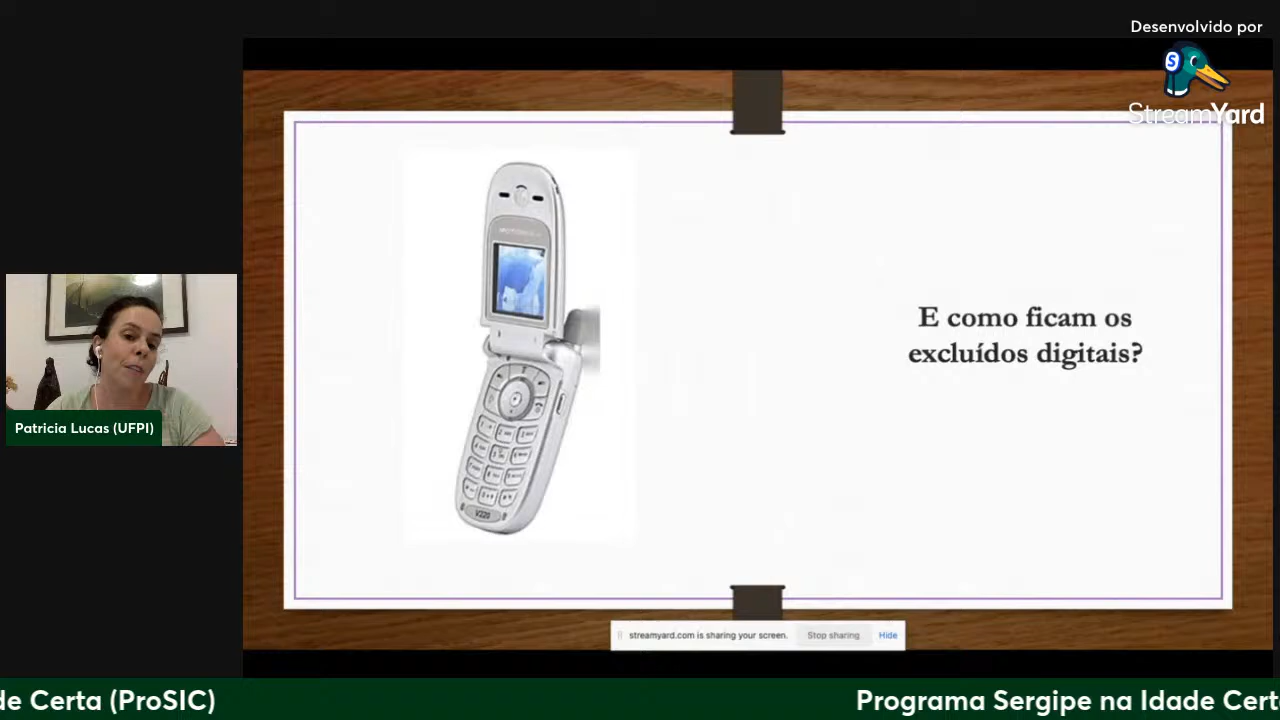 Desenvolvido por
StreamYard
E como ficam os
excluídos digitais?
V220
Patricia Lucas (UFPI)
streamyard.com is sharing your screen.
Stop sharing
Hide
de Certa (ProSIC)
Programa Sergipe na Idade Cert